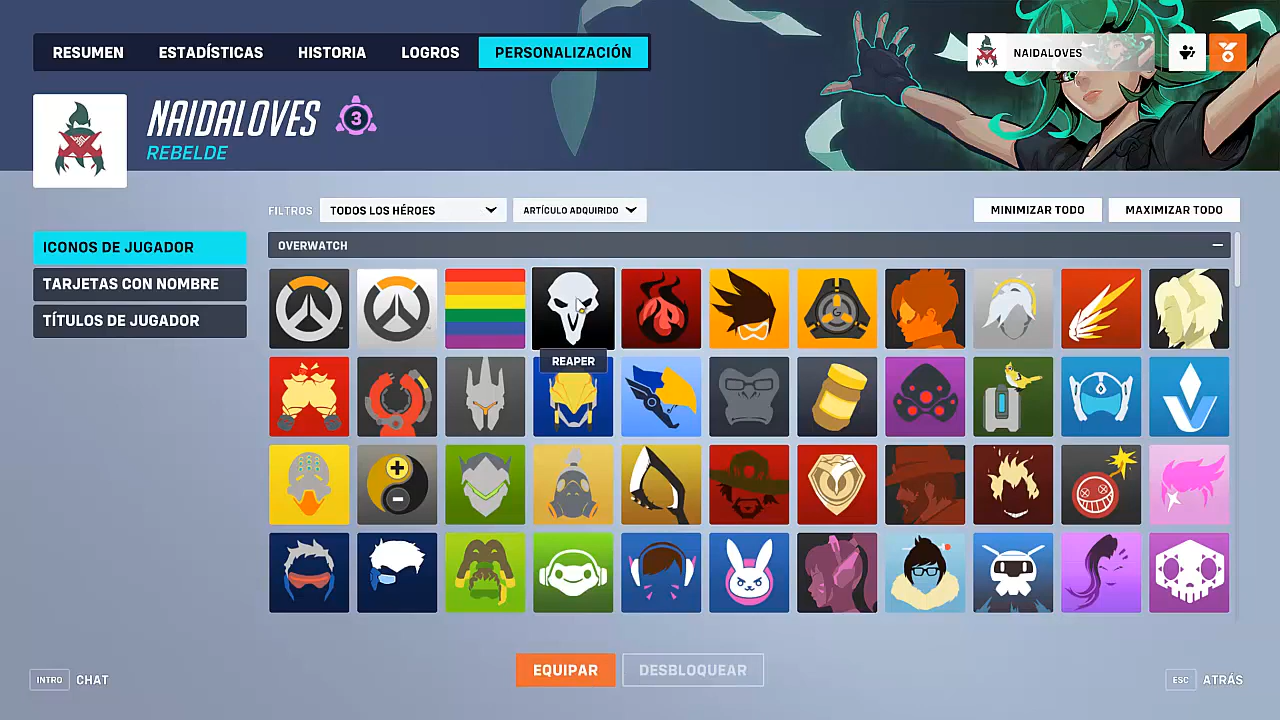 RESUMEN ESTADÍSTICAS HISTORIA LOGROS PERSONALIZACIÓN
NAIDALOVES
NAIDALOVES 3
REBELDE
FILTROS TODOS LOS HÉROES ARTÍCULO ADQUIRIDO MINIMIZAR TODO MAXIMIZAR TODO
ICONOS DE JUGADOR
TARJETAS CON NOMBRE
TÍTULOS DE JUGADOR
OVERWATCH
REAPER
EQUIPAR DESBLOQUEAR
INTRO CHAT
ESC ATRÁS